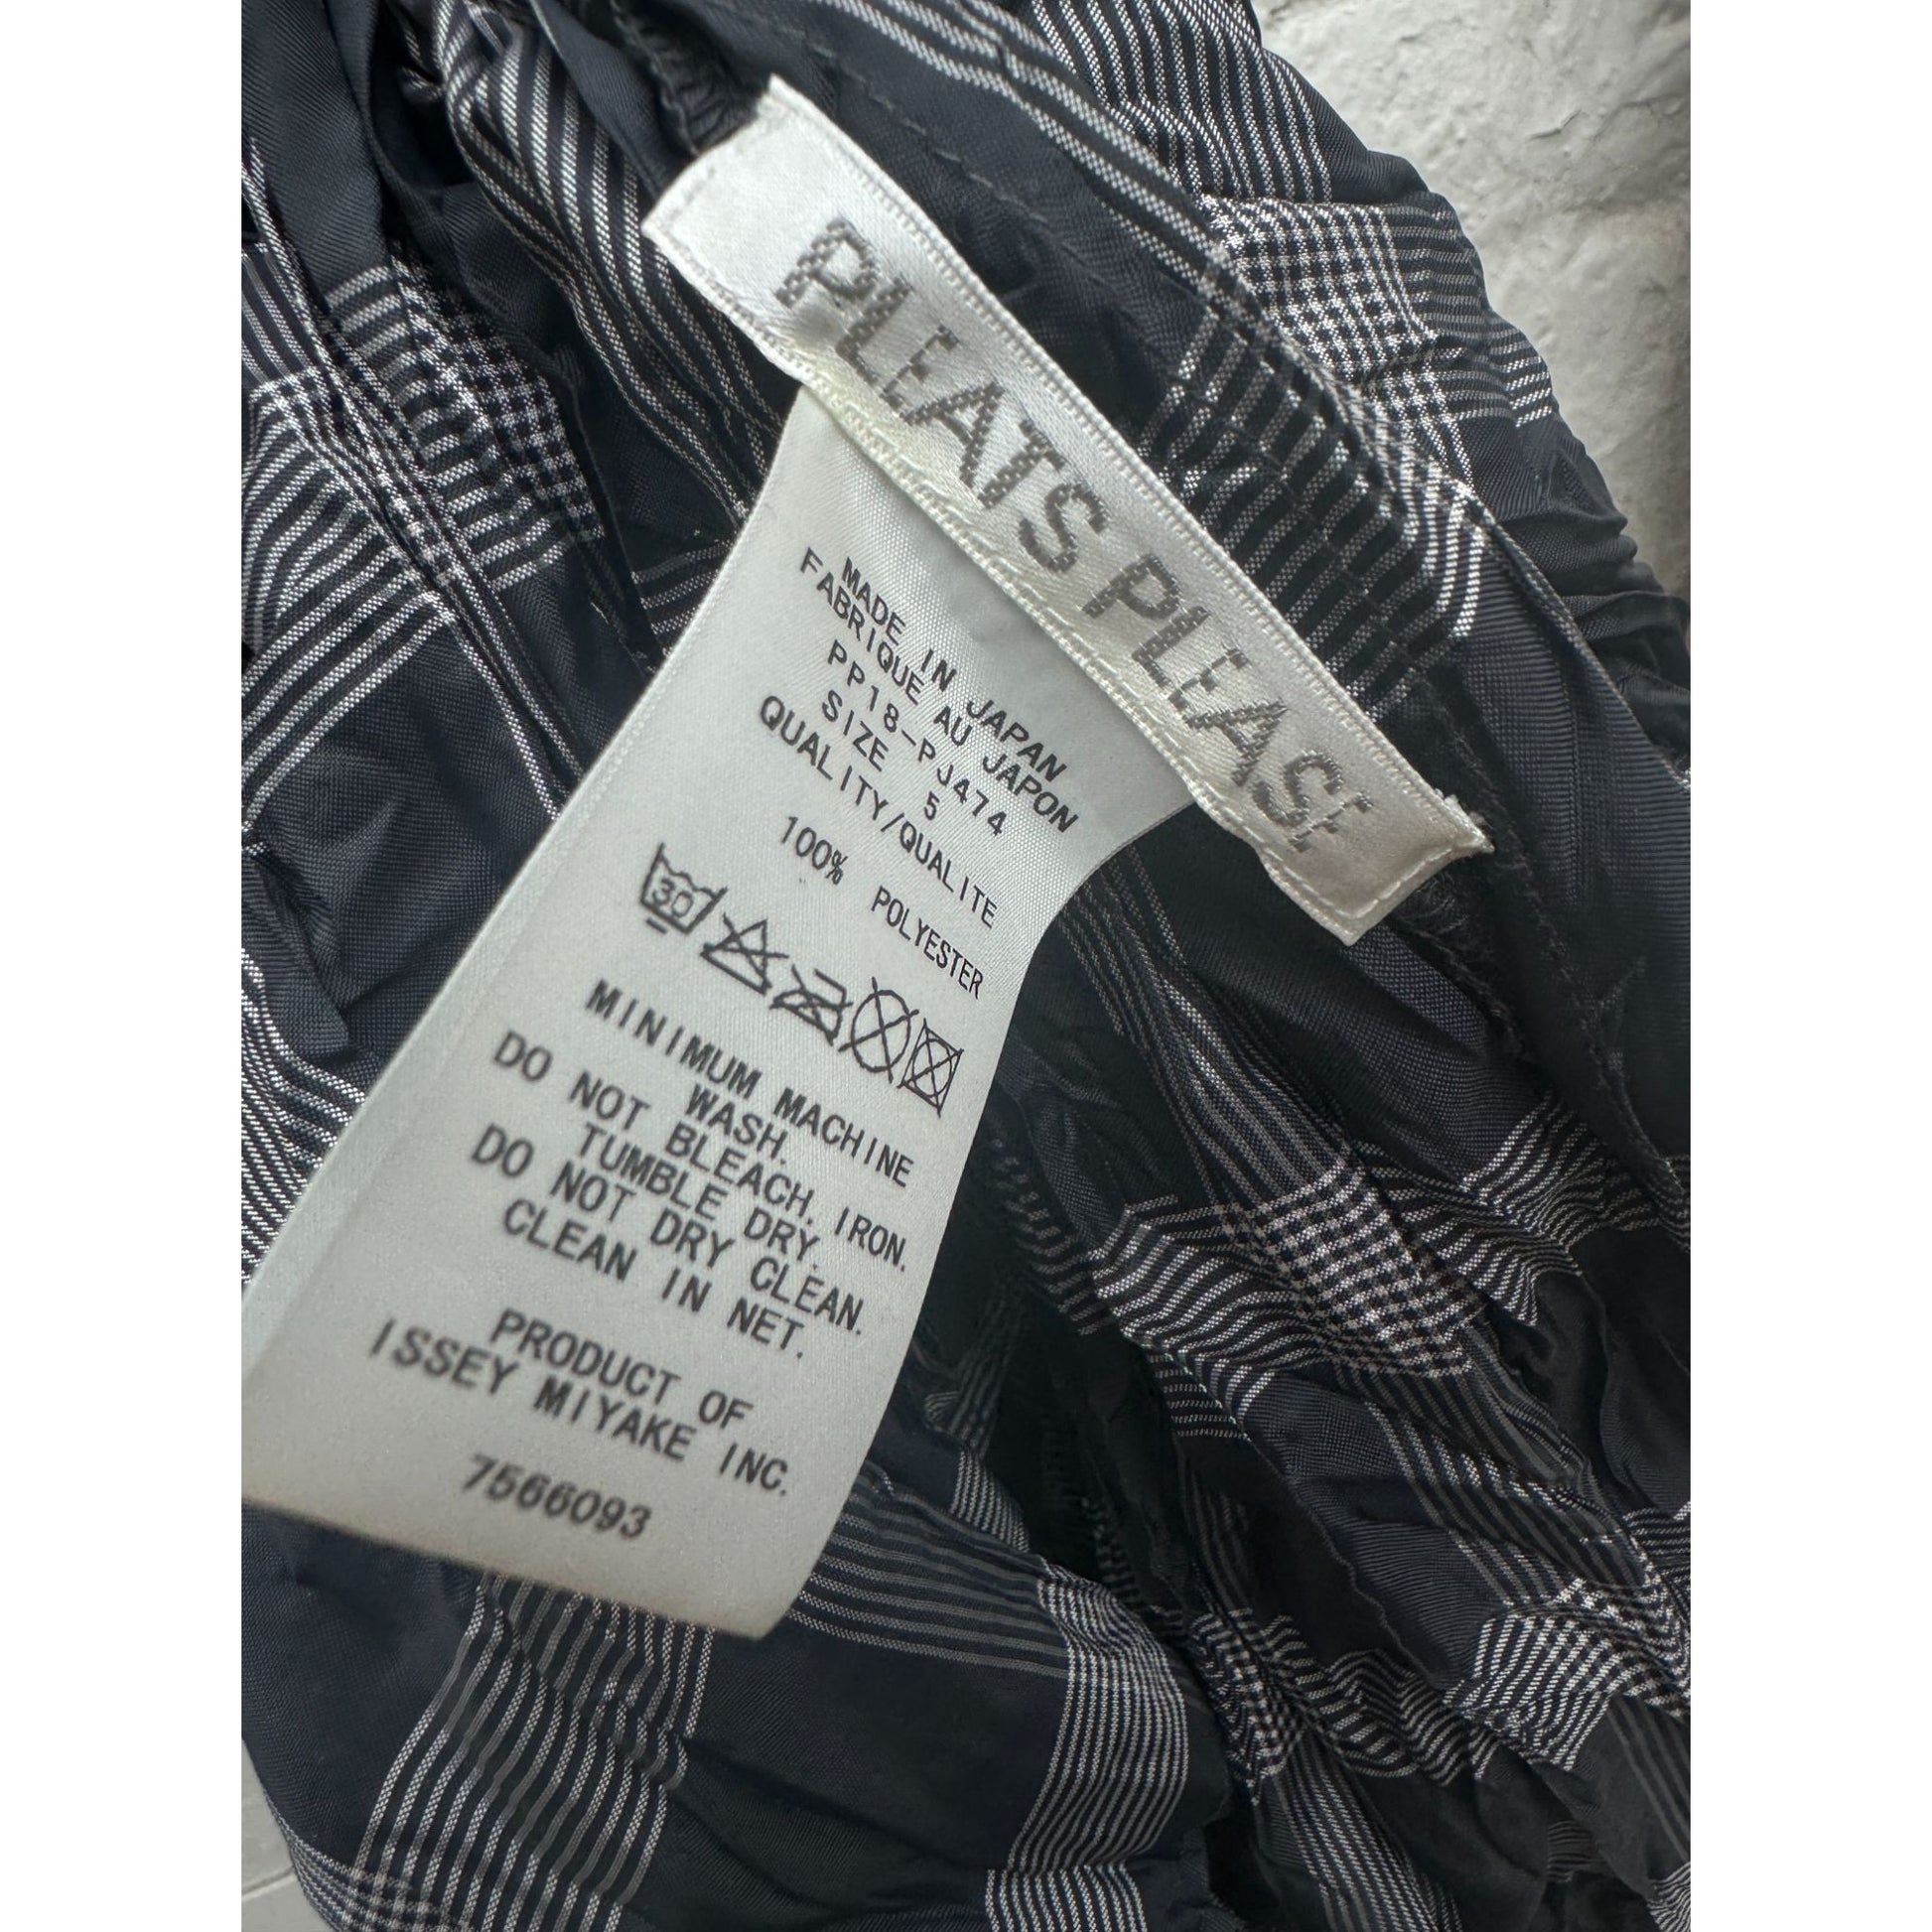 PLEATS PLEASE
MADE IN JAPAN
FABRIQUE AU JAPON
PP18-PJ474
SIZE 5
QUALITY/QUALITE
100% POLYESTER
30
MINIMUM MACHINE
WASH.
DO NOT BLEACH. IRON.
TUMBLE DRY.
DO NOT DRY CLEAN.
CLEAN IN NET.
PRODUCT OF
ISSEY MIYAKE INC.
7566093